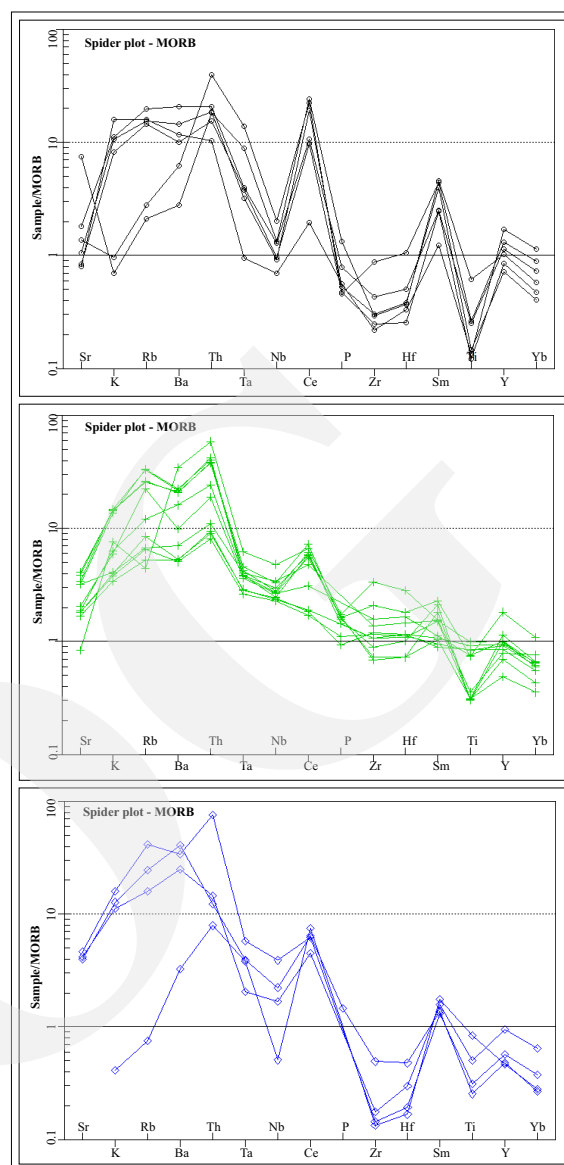 Spider plot - MORB
Sample/MORB
100
10
1
0.1
Sr Rb Th Nb Ce P Zr Hf Sm Ti Y Yb
K Ba Ta
Spider plot - MORB
Sample/MORB
100
10
1
0.1
Sr Rb Th Nb P Hf Ti Yb
K Ba Ta Ce Zr Sm Y
Spider plot - MORB
Sample/MORB
100
10
1
0.1
Sr Rb Th Nb P Hf Ti Yb
K Ba Ta Ce Zr Sm Y